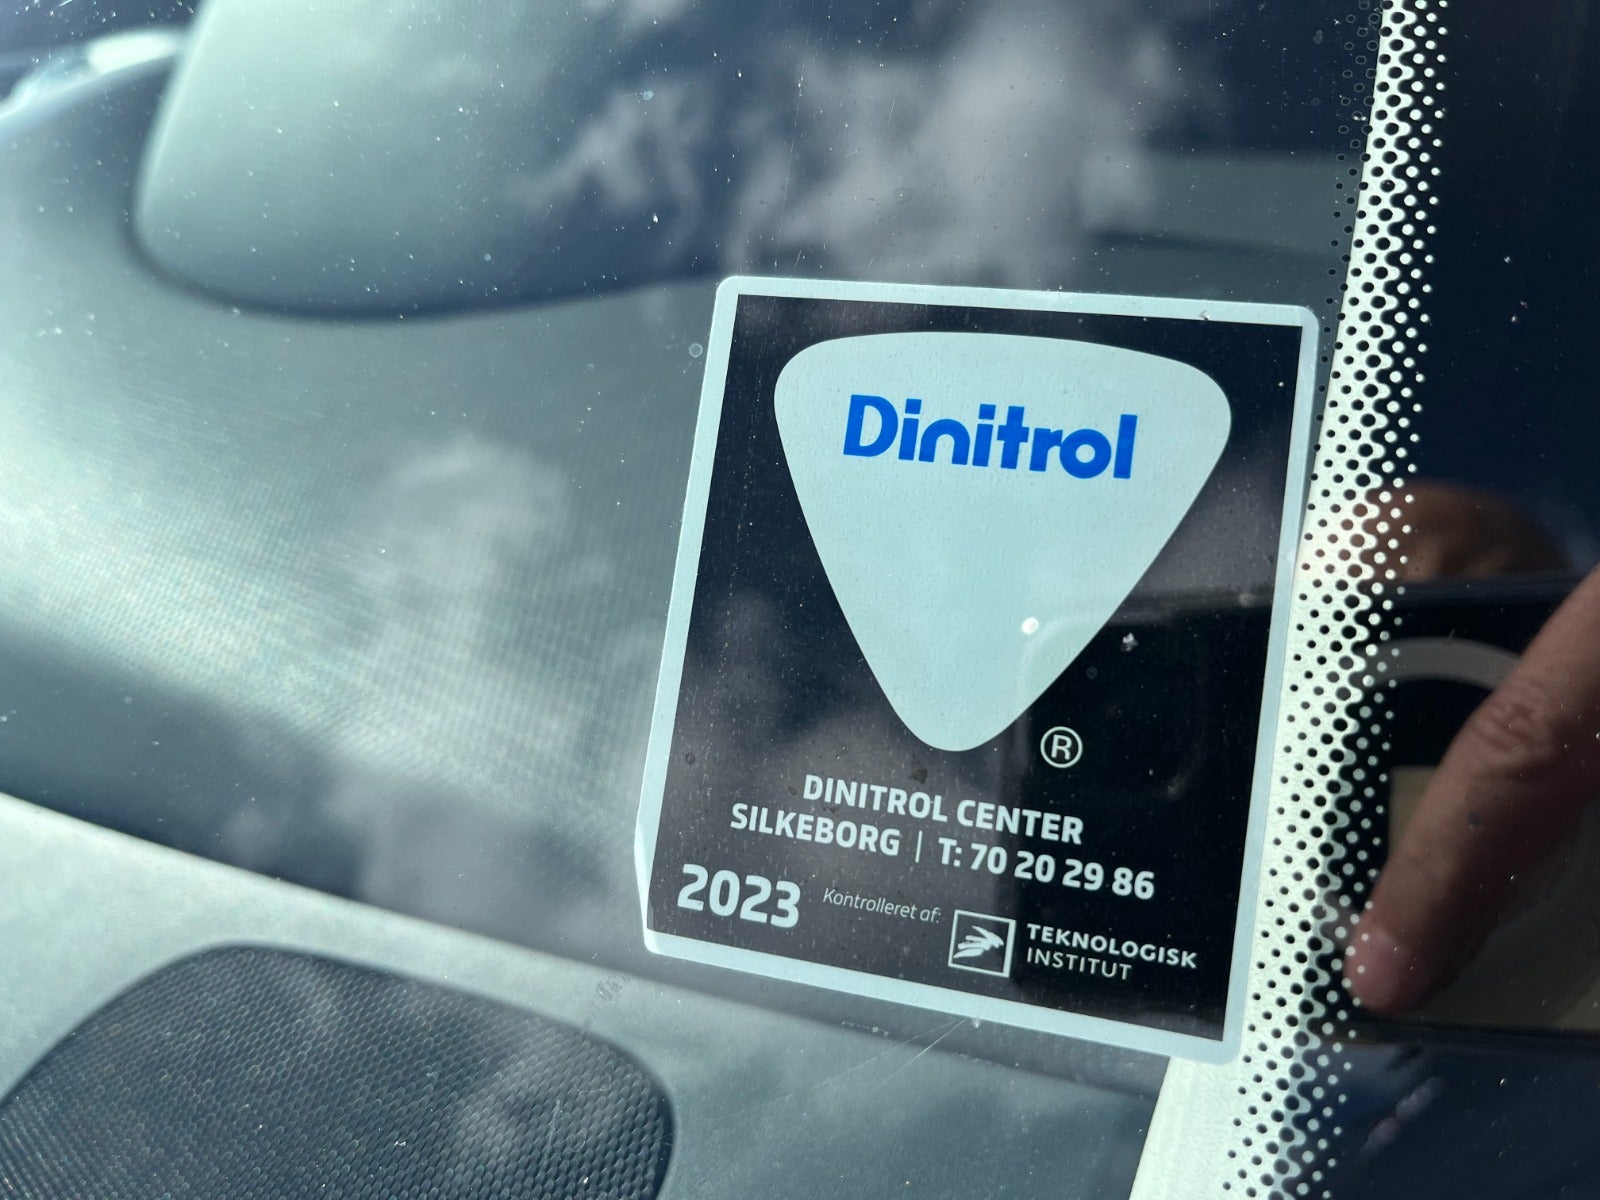 Dinitrol
®
DINITROL CENTER
SILKEBORG | T: 70 20 29 86
2023 Kontrolleret af: TEKNOLOGISK
INSTITUT